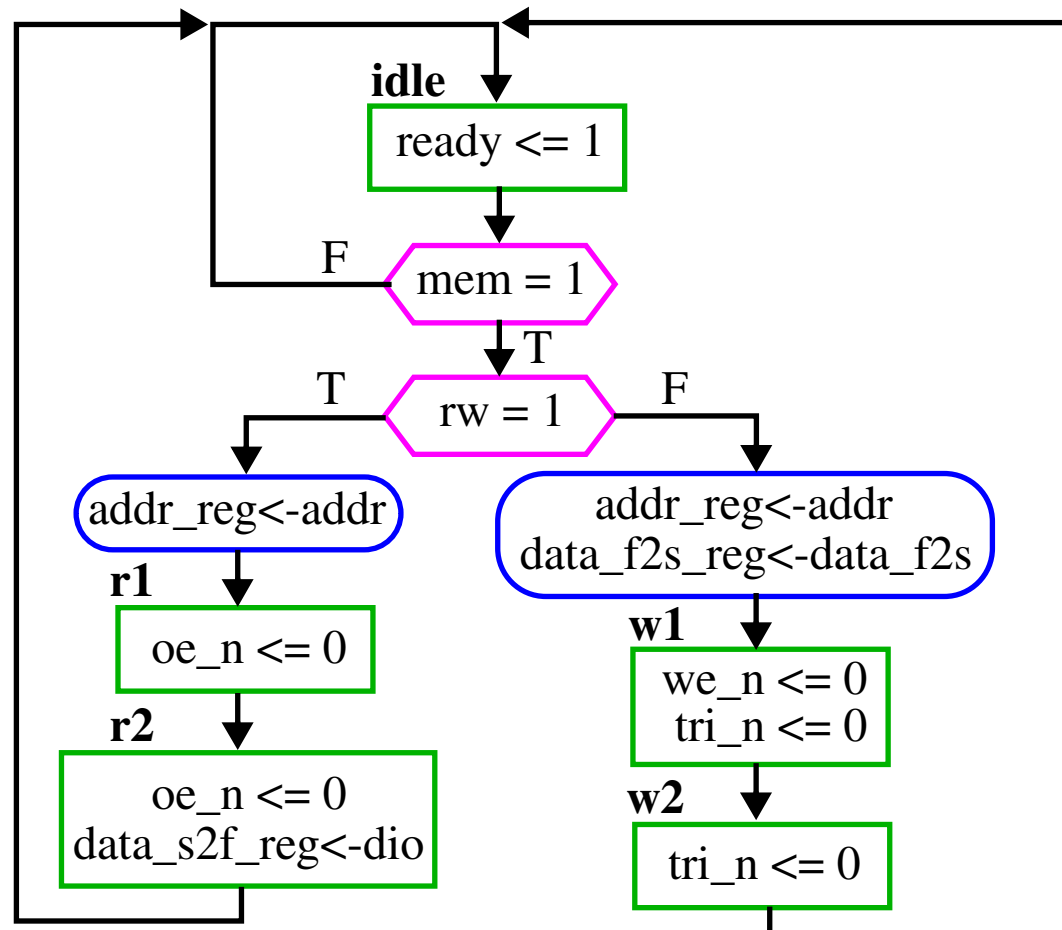 idle
ready <= 1
F
mem = 1
T
T
rw = 1
F
addr_reg<-addr
addr_reg<-addr
data_f2s_reg<-data_f2s
r1
oe_n <= 0
w1
we_n <= 0
tri_n <= 0
r2
oe_n <= 0
data_s2f_reg<-dio
w2
tri_n <= 0